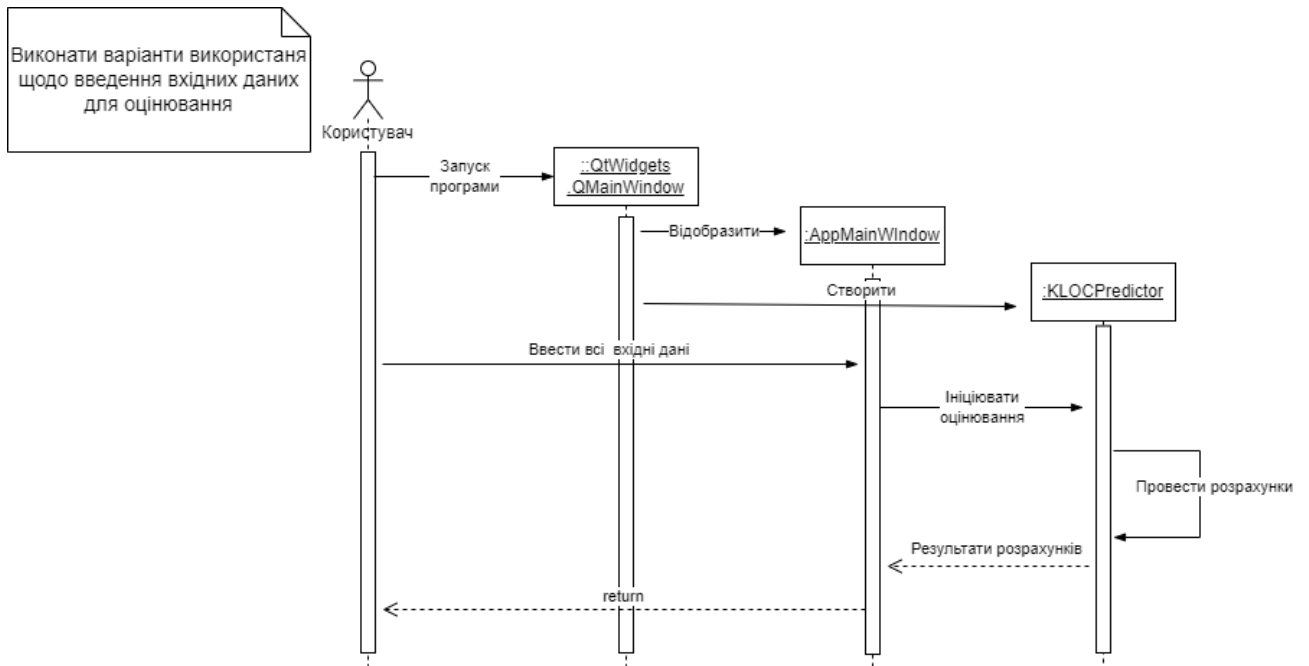 Виконати варіанти використаня
щодо введення вхідних даних
для оцінювання
Користувач
Запуск
програми
::QtWidgets
.QMainWindow
Відобразити
:AppMainWIndow
Створити
:KLOCPredictor
Ввести всі вхідні дані
Ініціювати
оцінювання
Провести розрахунки
Результати розрахунків
return